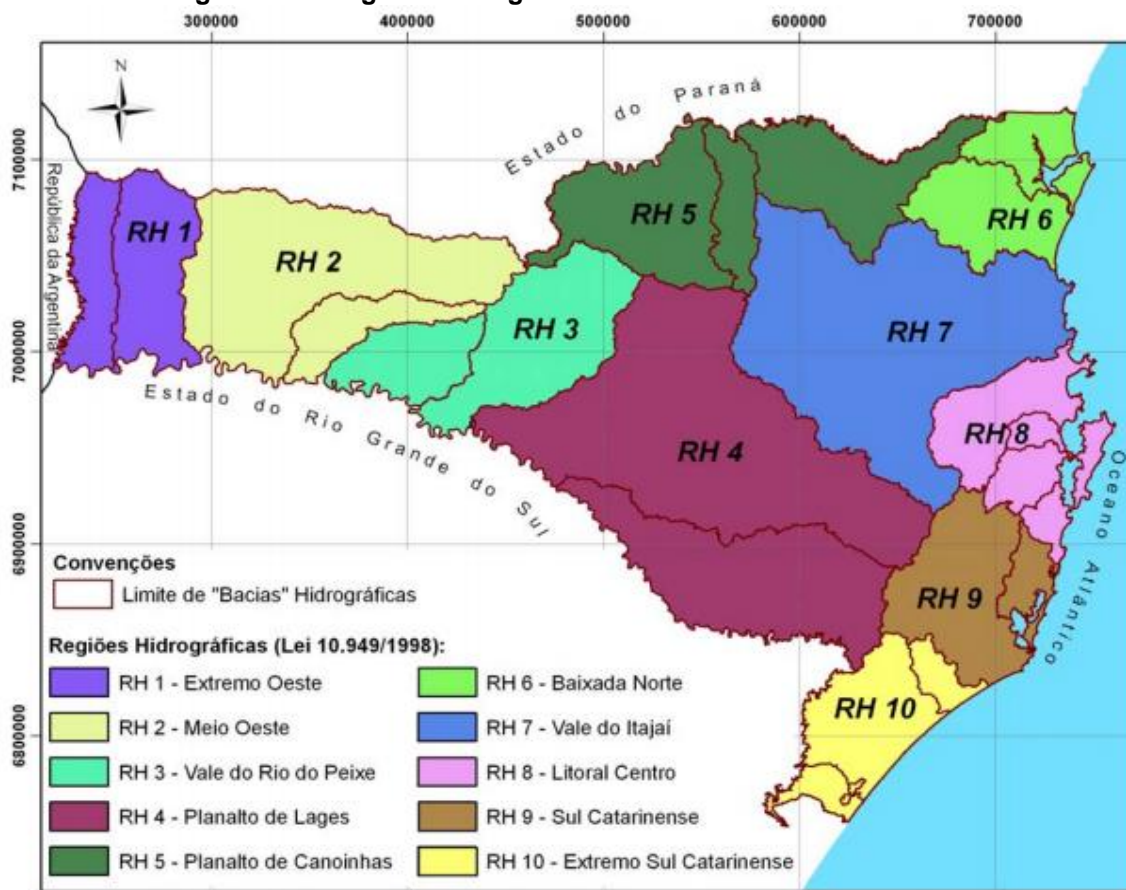 300000 400000 500000 600000 700000
N
Estado do Paraná
República da Argentina
7100000
7000000
6900000
6800000
RH 1
RH 2
RH 3
RH 4
RH 5
RH 6
RH 7
RH 8
RH 9
RH 10
Estado do Rio Grande do Sul
Oceano Atlântico
Convenções
Limite de "Bacias" Hidrográficas
Regiões Hidrográficas (Lei 10.949/1998):
RH 1 - Extremo Oeste
RH 2 - Meio Oeste
RH 3 - Vale do Rio do Peixe
RH 4 - Planalto de Lages
RH 5 - Planalto de Canoinhas
RH 6 - Baixada Norte
RH 7 - Vale do Itajaí
RH 8 - Litoral Centro
RH 9 - Sul Catarinense
RH 10 - Extremo Sul Catarinense